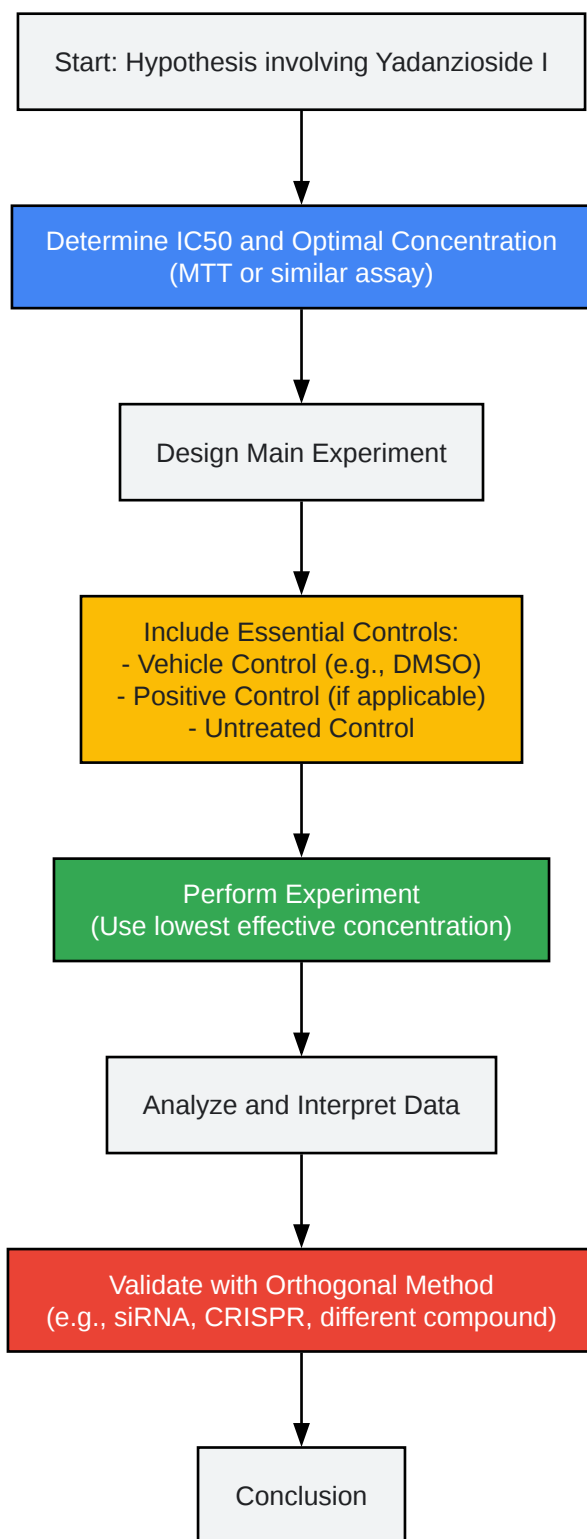 Start: Hypothesis involving Yadanzioside I
Determine IC50 and Optimal Concentration
(MTT or similar assay)
Design Main Experiment
Include Essential Controls:
- Vehicle Control (e.g., DMSO)
- Positive Control (if applicable)
- Untreated Control
Perform Experiment
(Use lowest effective concentration)
Analyze and Interpret Data
Validate with Orthogonal Method
(e.g., siRNA, CRISPR, different compound)
Conclusion